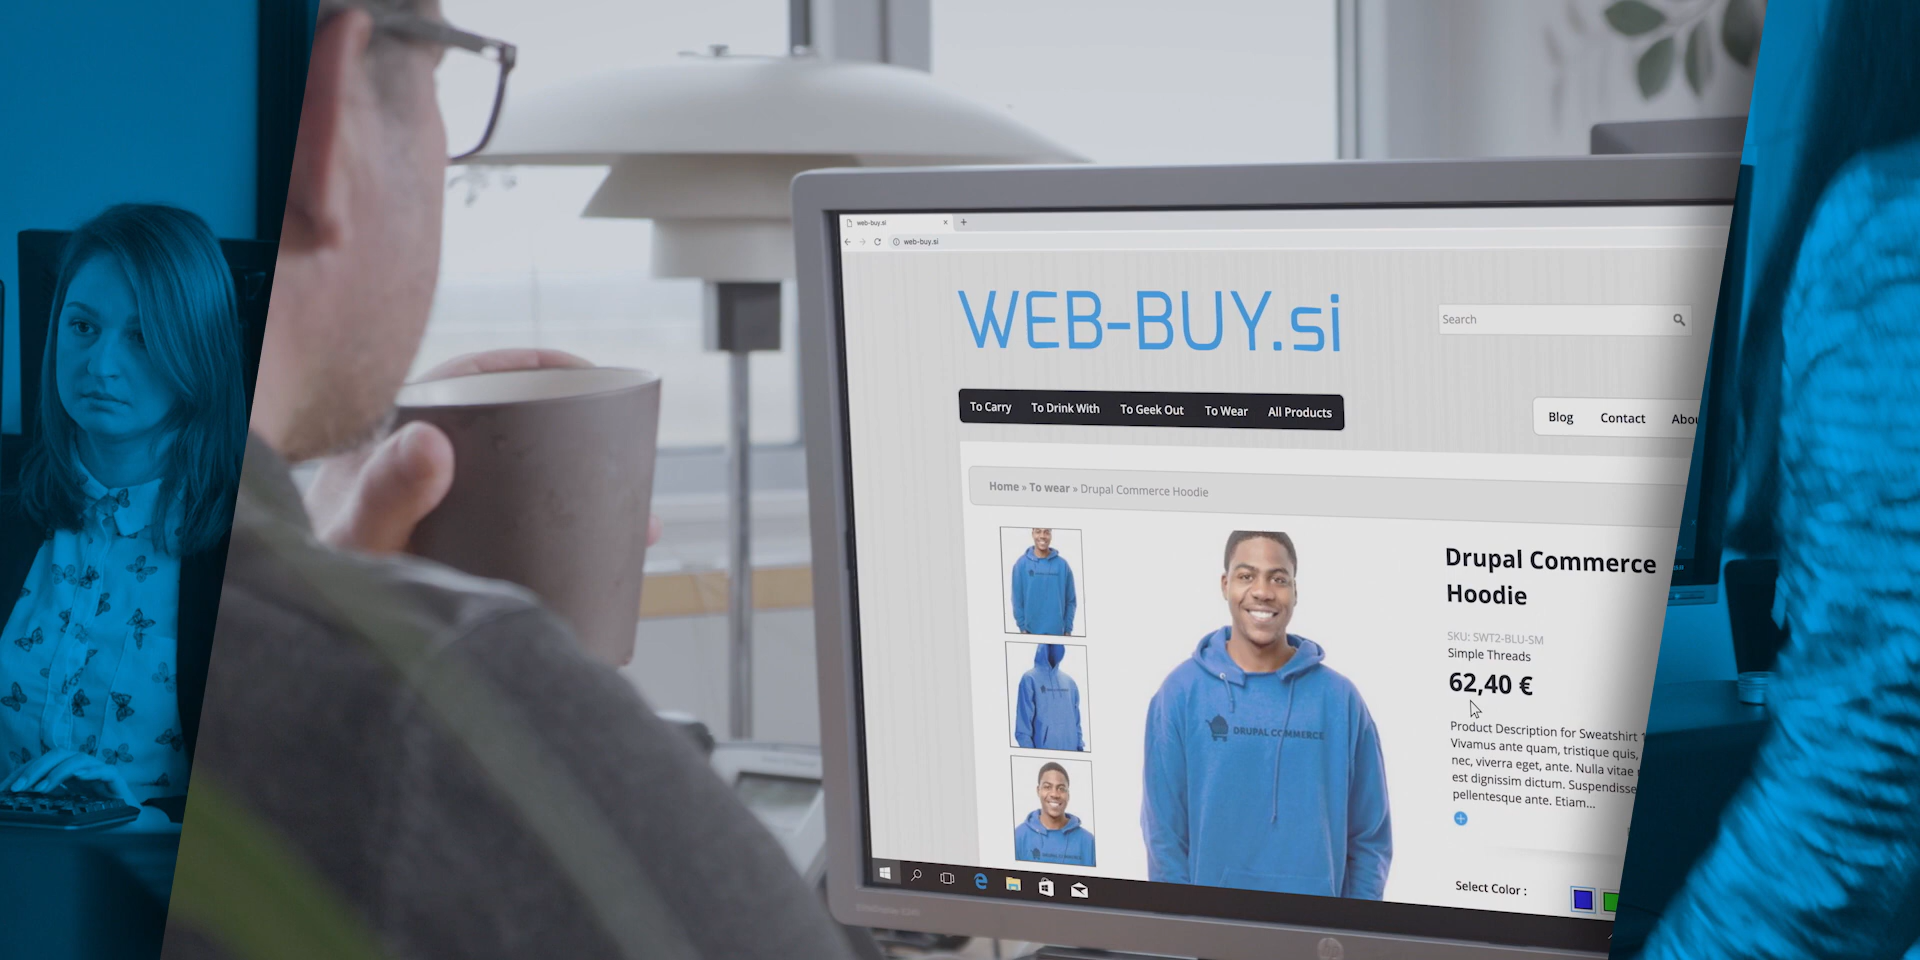 web-buy.si
web-buy.si
WEB-BUY.si
Search
To Carry To Drink With To Geek Out To Wear All Products
Blog Contact
Home » To wear » Drupal Commerce Hoodie
Drupal Commerce
Hoodie
SKU: SWT2-BLU-SM
Simple Threads
62,40 €
DRUPAL COMMERCE
Product Description for Sweatshirt
Vivamus ante quam, tristique quis,
nec, viverra eget, ante. Nulla vitae
est dignissim dictum. Suspendisse
pellentesque ante. Etiam...
Select Color :